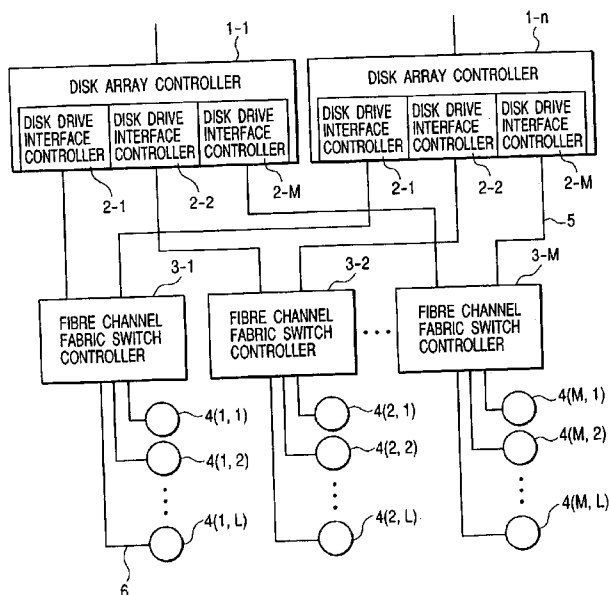 1-1
1-n
DISK ARRAY CONTROLLER
DISK DRIVE
INTERFACE
CONTROLLER
DISK DRIVE
INTERFACE
CONTROLLER
DISK DRIVE
INTERFACE
CONTROLLER
DISK ARRAY CONTROLLER
DISK DRIVE
INTERFACE
CONTROLLER
DISK DRIVE
INTERFACE
CONTROLLER
DISK DRIVE
INTERFACE
CONTROLLER
2-1
2-2
2-M
2-1
2-2
2-M
5
3-1
3-2
3-M
FIBRE CHANNEL
FABRIC SWITCH
CONTROLLER
FIBRE CHANNEL
FABRIC SWITCH
CONTROLLER
...
FIBRE CHANNEL
FABRIC SWITCH
CONTROLLER
4(1, 1)
4(1, 2)
4(1, L)
4(2, 1)
4(2, 2)
4(2, L)
4(M, 1)
4(M, 2)
4(M, L)
6